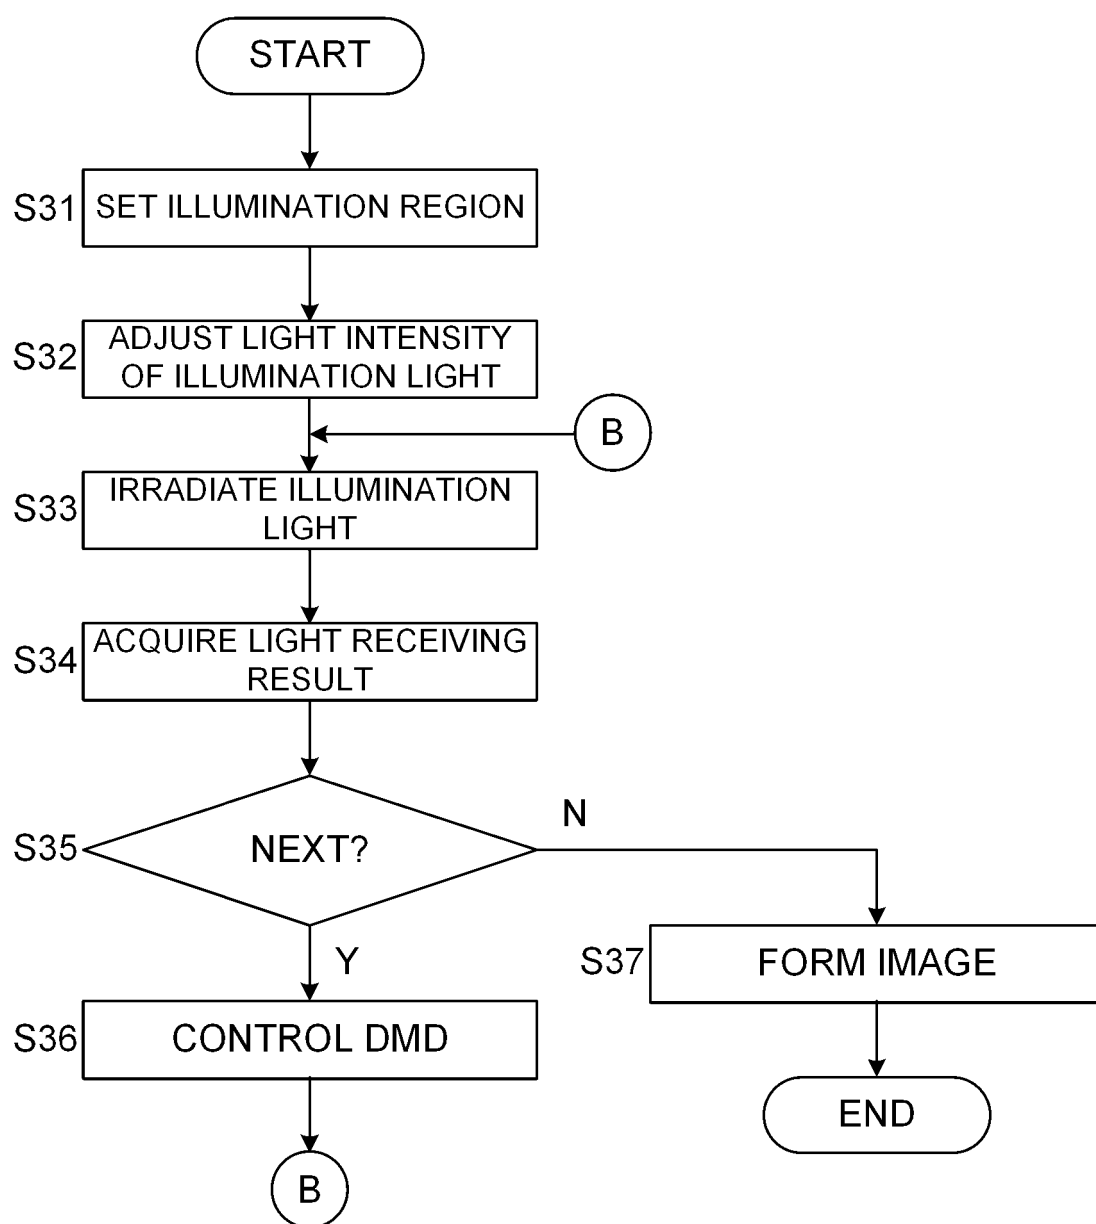 START
S31
SET ILLUMINATION REGION
S32
ADJUST LIGHT INTENSITY
OF ILLUMINATION LIGHT
B
S33
IRRADIATE ILLUMINATION
LIGHT
S34
ACQUIRE LIGHT RECEIVING
RESULT
S35
NEXT?
N
Y
S37
FORM IMAGE
S36
CONTROL DMD
END
B